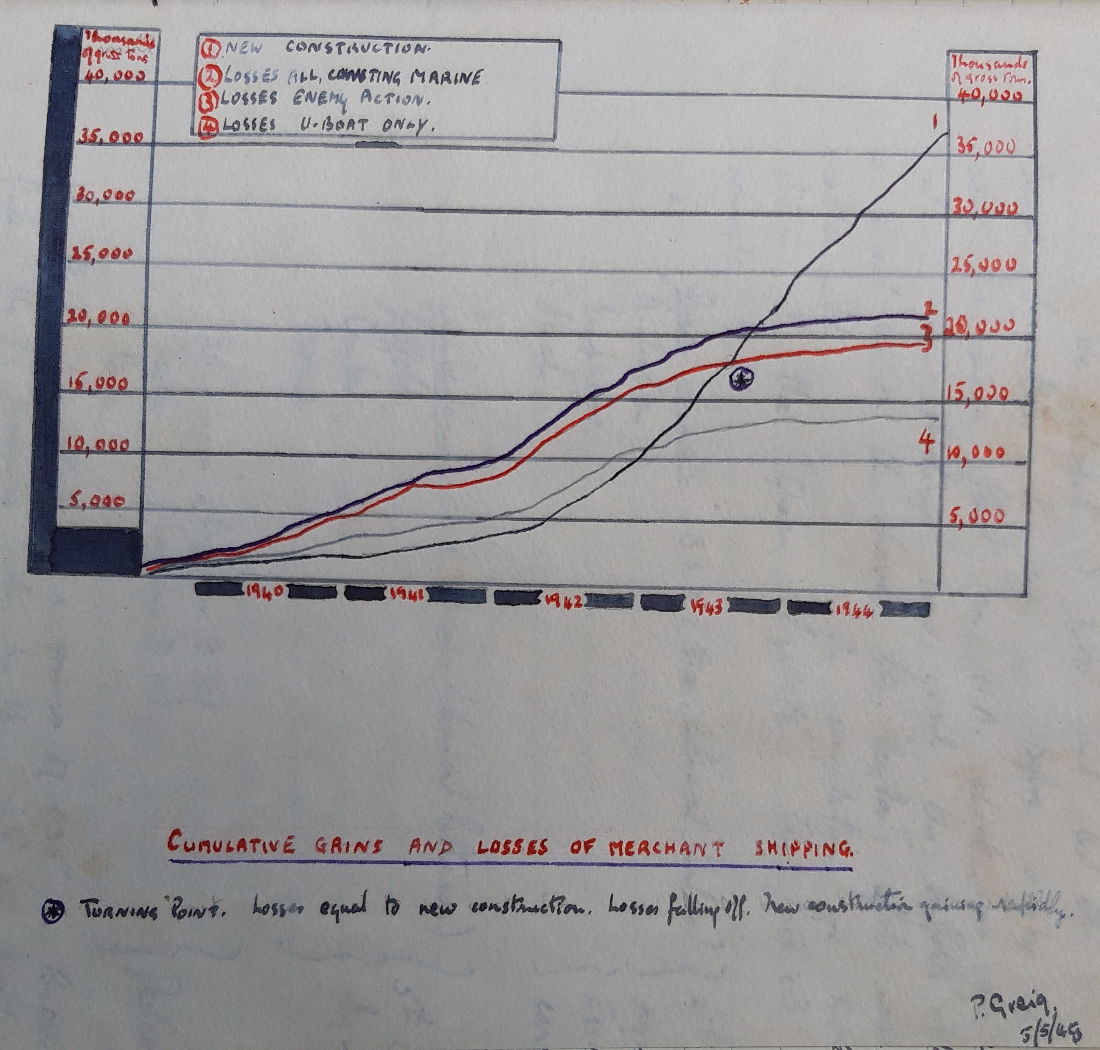 Thousands
of gross tons
40,000
35,000
30,000
25,000
20,000
15,000
10,000
5,000
1 NEW CONSTRUCTION.
2 LOSSES ALL, MARINE
3 LOSSES ENEMY ACTION.
4 LOSSES U-BOAT ONLY.
Thousands
of gross tons.
40,000
35,000
30,000
25,000
20,000
15,000
10,000
5,000
1
2
3
4
1940 1941 1942 1943 1944
CUMULATIVE GAINS AND LOSSES OF MERCHANT SHIPPING.
TURNING POINT. Losses equal to new construction. Losses falling off. New construction gaining rapidly.
P. Greig.
5/5/48